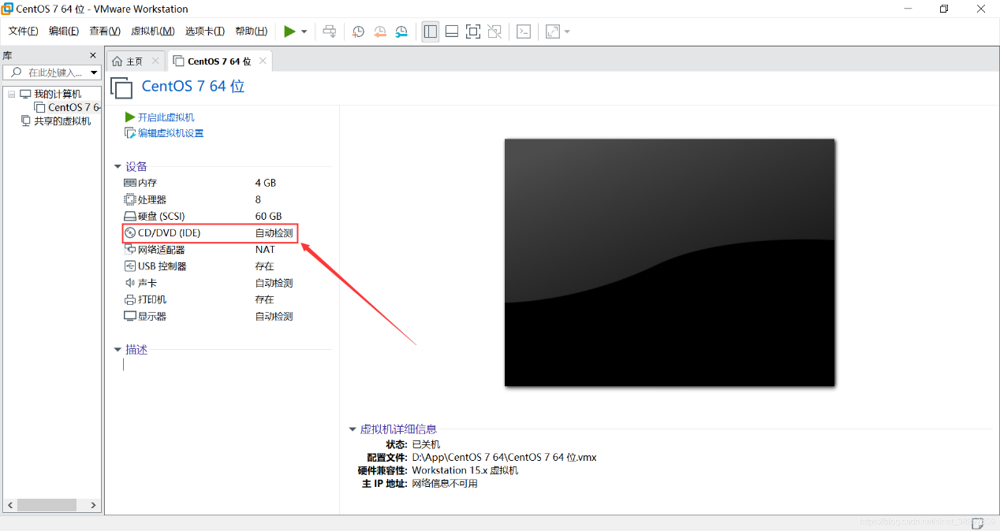 CentOS 7 64 位 - VMware Workstation
文件(F) 编辑(E) 查看(V) 虚拟机(M) 选项卡(T) 帮助(H)
库
在此处键入...
我的计算机
CentOS 7 64
共享的虚拟机
主页
CentOS 7 64 位
CentOS 7 64 位
开启此虚拟机
编辑虚拟机设置
设备
内存 4 GB
处理器 8
硬盘 (SCSI) 60 GB
CD/DVD (IDE) 自动检测
网络适配器 NAT
USB 控制器 存在
声卡 自动检测
打印机 存在
显示器 自动检测
描述
虚拟机详细信息
状态: 已关机
配置文件: D:\App\CentOS 7 64\CentOS 7 64 位.vmx
硬件兼容性: Workstation 15.x 虚拟机
主 IP 地址: 网络信息不可用